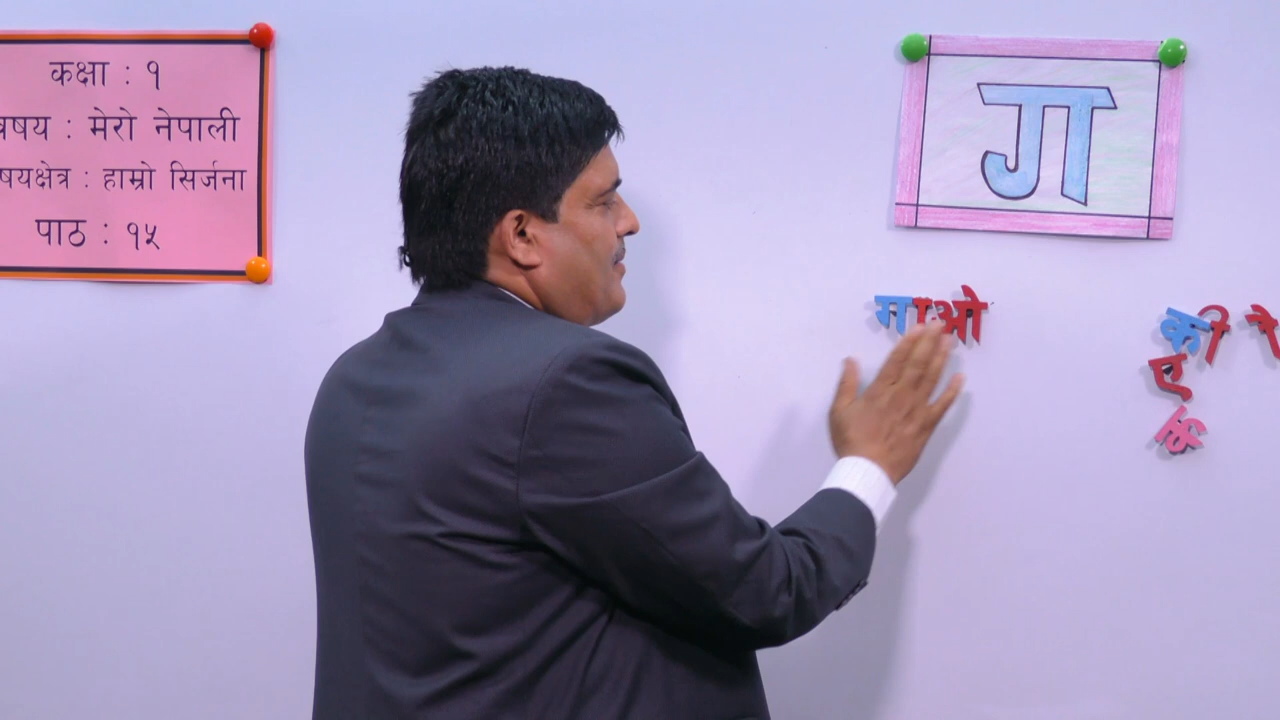 कक्षा : १
विषय : मेरो नेपाली
विषयक्षेत्र : हाम्रो सिर्जना
पाठ : १५
ग
गाओ
की
ए